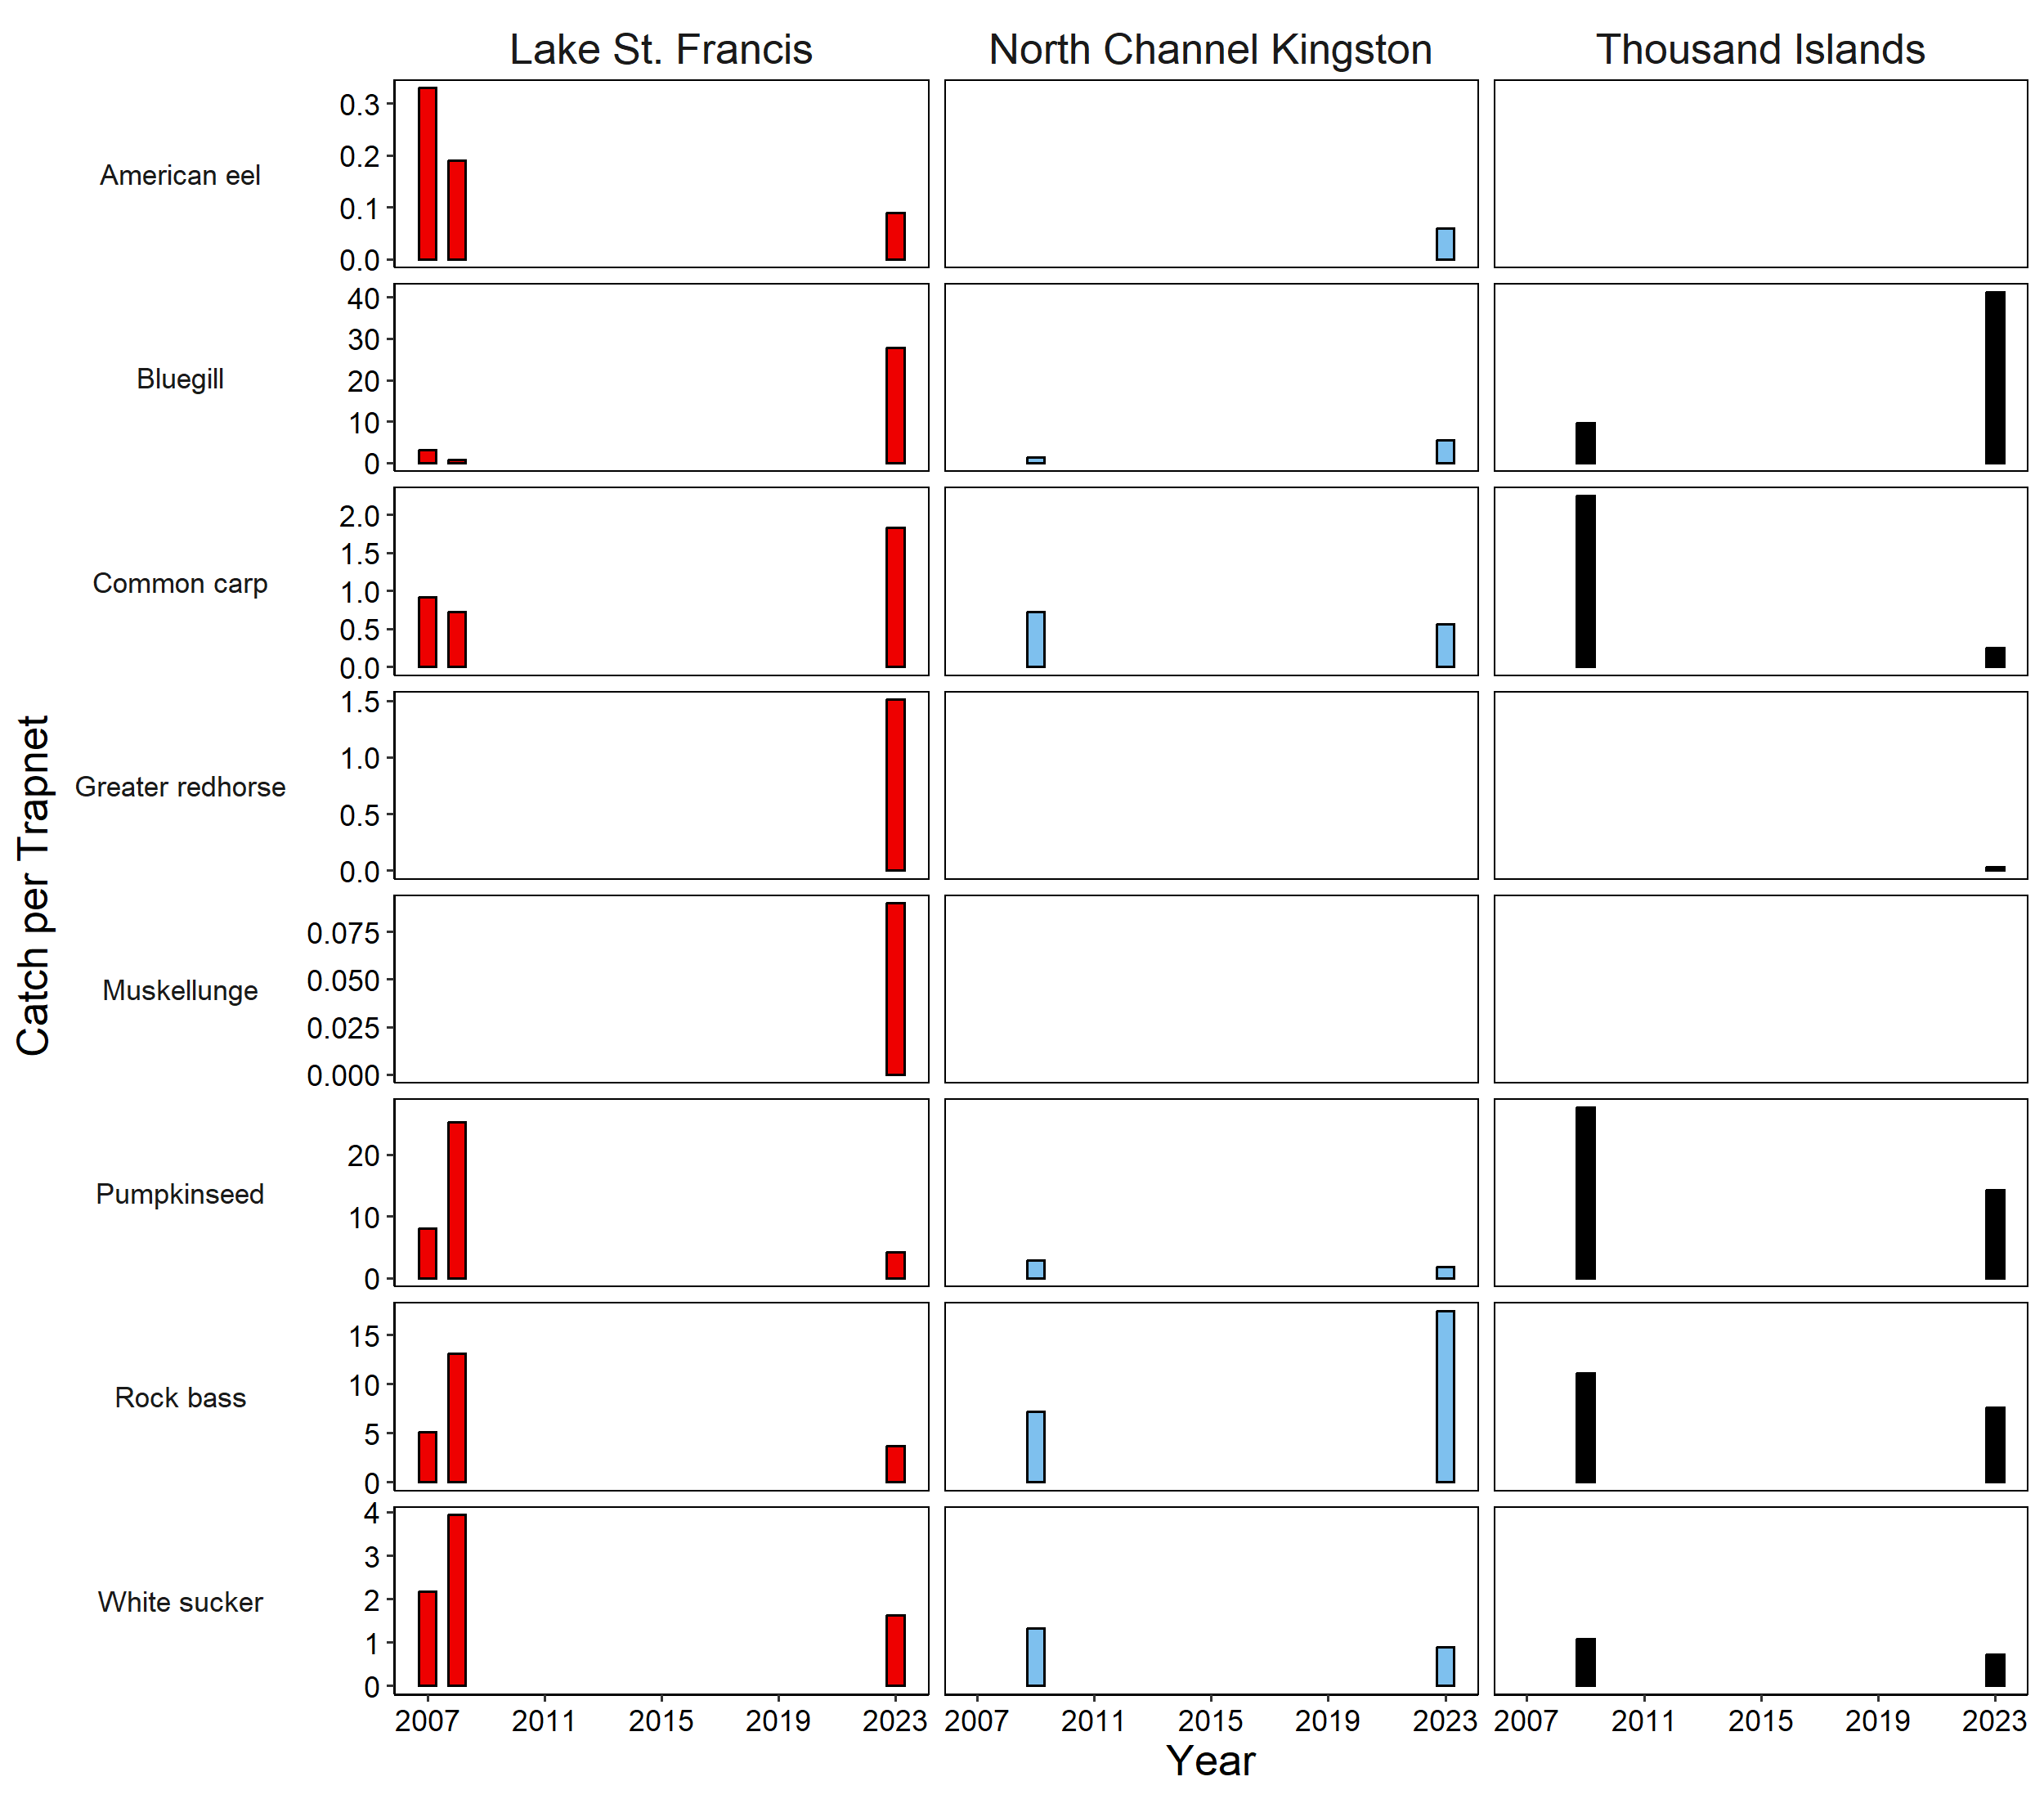 Lake St. Francis North Channel Kingston Thousand Islands
American eel
0.3
0.2
0.1
0.0
Bluegill
40
30
20
10
0
Common carp
2.0
1.5
1.0
0.5
0.0
Greater redhorse
1.5
1.0
0.5
0.0
Muskellunge
0.075
0.050
0.025
0.000
Pumpkinseed
20
10
0
Rock bass
15
10
5
0
White sucker
4
3
2
1
0
Catch per Trapnet
2007 2011 2015 2019 2023 2007 2011 2015 2019 2023 2007 2011 2015 2019 2023
Year